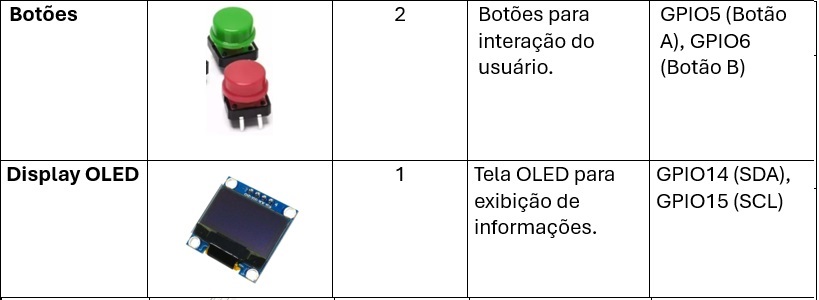 Botões
2
Botões para
interação do
usuário.
GPIO5 (Botão
A), GPIO6
(Botão B)
Display OLED
1
Tela OLED para
exibição de
informações.
GPIO14 (SDA),
GPIO15 (SCL)